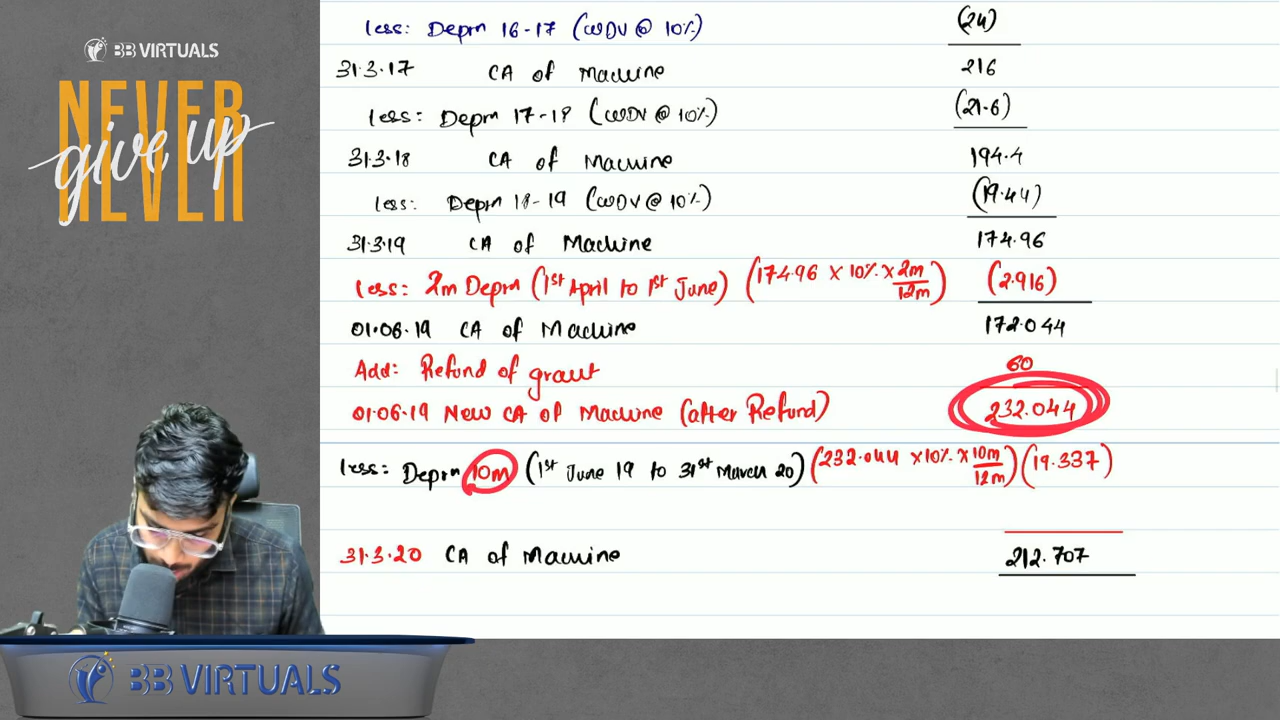 BB VIRTUALS
NEVER
give up
NEVER
less: Deprn 16-17 (WDV @ 10%) (24)
31.3.17 CA of Machine 216
less: Deprn 17-18 (WDV @ 10%) (21.6)
31.3.18 CA of Machine 194.4
less: Deprn 18-19 (WDV @ 10%) (19.44)
31.3.19 CA of Machine 174.96
less: 2m Deprn (1st April to 1st June) (174.96 × 10% × 2m/12m) (2.916)
01.06.19 CA of Machine 172.044
Add: Refund of grant 60
01.06.19 New CA of Machine (after Refund) 232.044
less: Deprn 10m (1st June 19 to 31st March 20) (232.044 × 10% × 10m/12m) (19.337)
31.3.20 CA of Machine 212.707
BB VIRTUALS